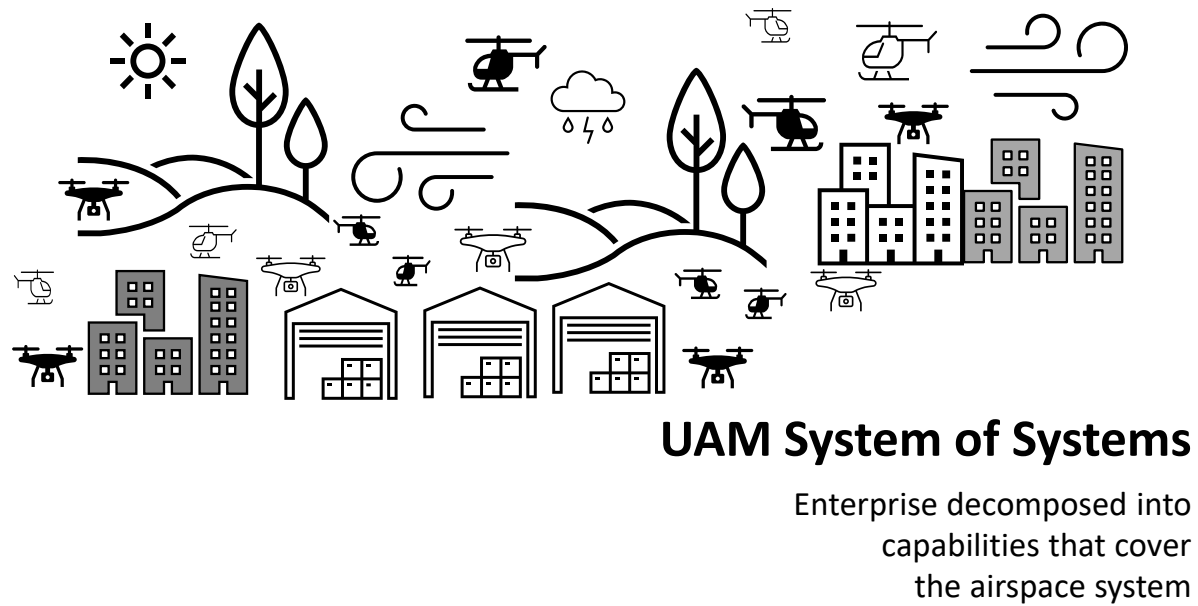 UAM System of Systems
Enterprise decomposed into
capabilities that cover
the airspace system